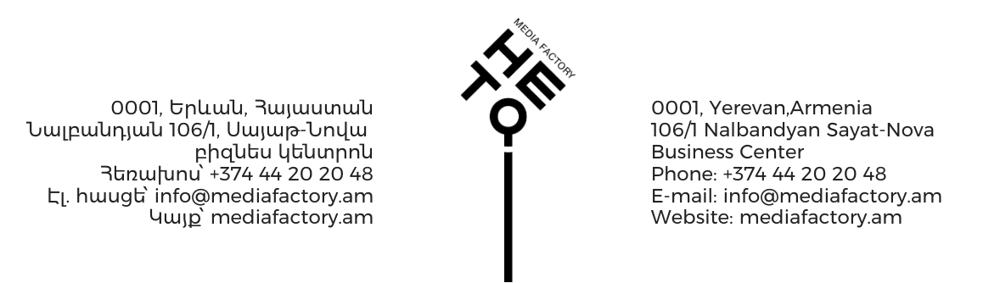 0001, Երևան, Հայաստան
Նալբանդյան 106/1, Սայաթ-Նովա
բիզնես կենտրոն
Հեռախոս՝ +374 44 20 20 48
Էլ. հասցե՝ info@mediafactory.am
Կայք՝ mediafactory.am
MEDIA FACTORY
HE
TO
0001, Yerevan,Armenia
106/1 Nalbandyan Sayat-Nova
Business Center
Phone: +374 44 20 20 48
E-mail: info@mediafactory.am
Website: mediafactory.am